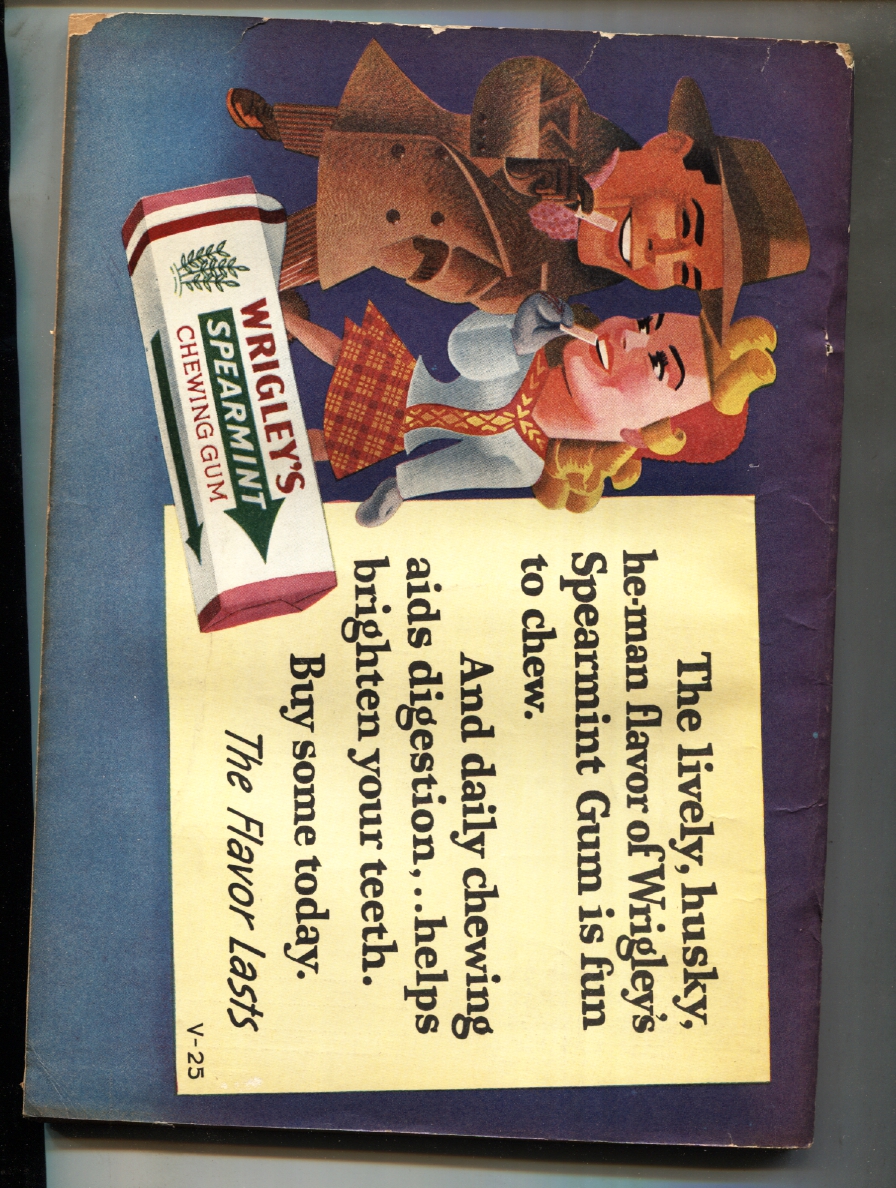 The lively, husky,
he-man flavor of Wrigley's
Spearmint Gum is fun
to chew.
And daily chewing
aids digestion,..helps
brighten your teeth.
Buy some today.
The Flavor Lasts
V-25
WRIGLEY'S
SPEARMINT
CHEWING GUM